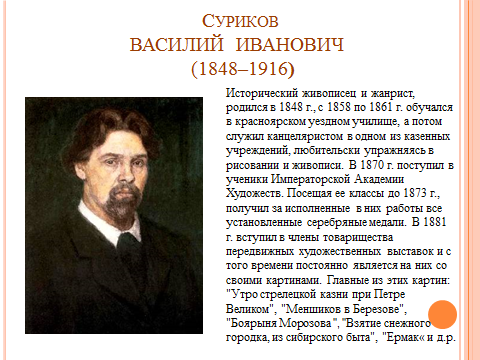 СУРИКОВ
ВАСИЛИЙ ИВАНОВИЧ
(1848–1916)
Исторический живописец и жанрист,
родился в 1848 г., с 1858 по 1861 г. обучался
в красноярском уездном училище, а потом
служил канцеляристом в одном из казенных
учреждений, любительски упражняясь в
рисовании и живописи. В 1870 г. поступил в
ученики Императорской Академии
Художеств. Посещая ее классы до 1873 г.,
получил за исполненные в них работы все
установленные серебряные медали. В 1881
г. вступил в члены товарищества
передвижных художественных выставок и с
того времени постоянно является на них со
своими картинами. Главные из этих картин:
"Утро стрелецкой казни при Петре
Великом", "Меншиков в Березове",
"Боярыня Морозова", "Взятие снежного
городка, из сибирского быта", "Ермак« и д.р.